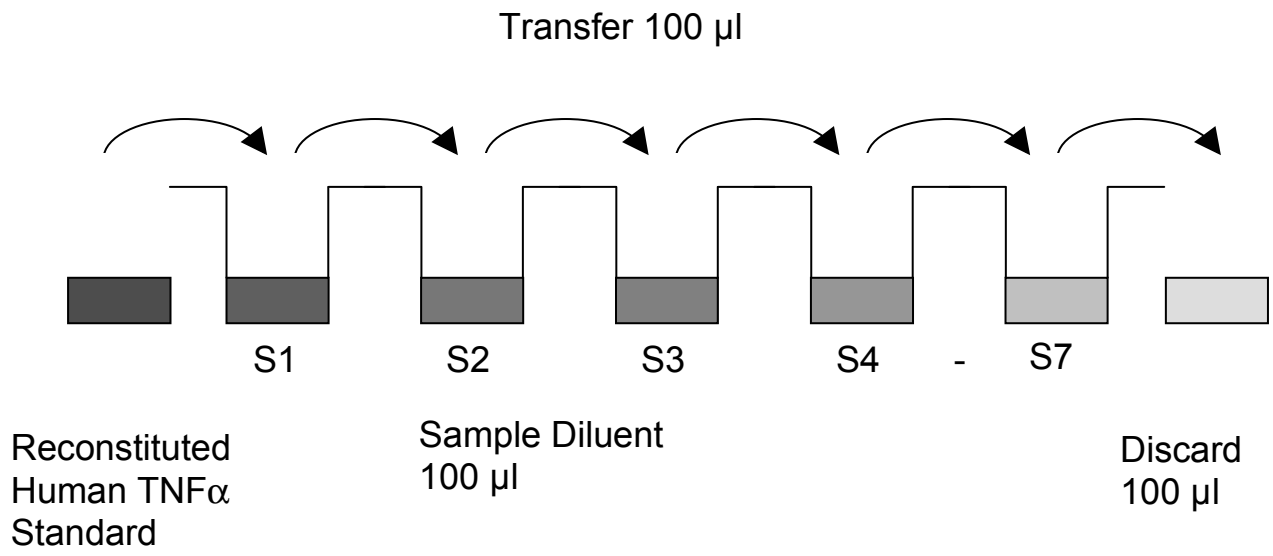 Transfer 100 µl
S1 S2 S3 S4 - S7
Reconstituted
Human TNFα
Standard
Sample Diluent
100 µl
Discard
100 µl